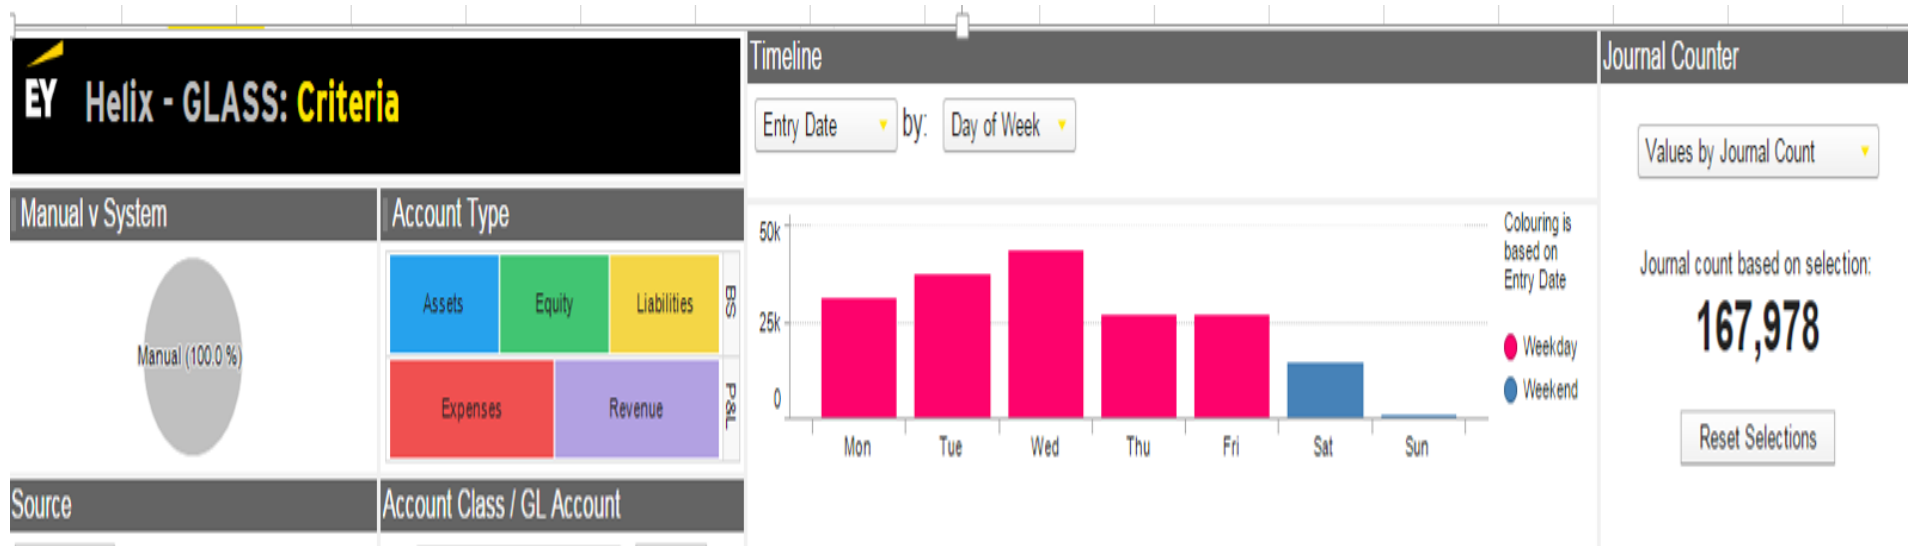 EY
Helix - GLASS: Criteria
Manual v System
Manual (100.0 %)
Account Type
Assets
Equity
Liabilities
BS
Expenses
Revenue
P&L
Source
Account Class / GL Account
Timeline
Entry Date by: Day of Week
50k
25k
0
Mon Tue Wed Thu Fri Sat Sun
Colouring is
based on
Entry Date
Weekday
Weekend
Journal Counter
Values by Journal Count
Journal count based on selection:
167,978
Reset Selections